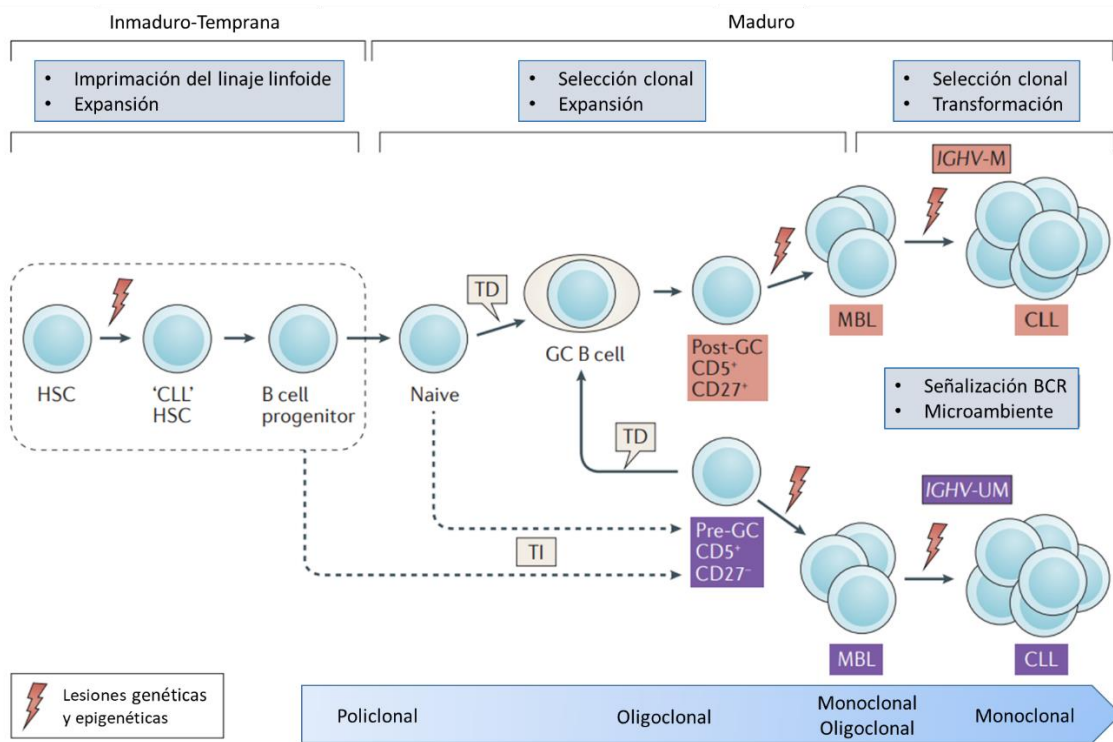 Inmaduro-Temprana
Maduro
• Imprimación del linaje linfoide
• Expansión
• Selección clonal
• Expansión
• Selección clonal
• Transformación
IGHV-M
TD
HSC
'CLL'
HSC
B cell
progenitor
Naive
GC B cell
Post-GC
CD5⁺
CD27⁺
MBL
CLL
• Señalización BCR
• Microambiente
TD
TI
Pre-GC
CD5⁺
CD27⁻
IGHV-UM
MBL
CLL
Lesiones genéticas
y epigenéticas
Policlonal
Oligoclonal
Monoclonal
Oligoclonal
Monoclonal